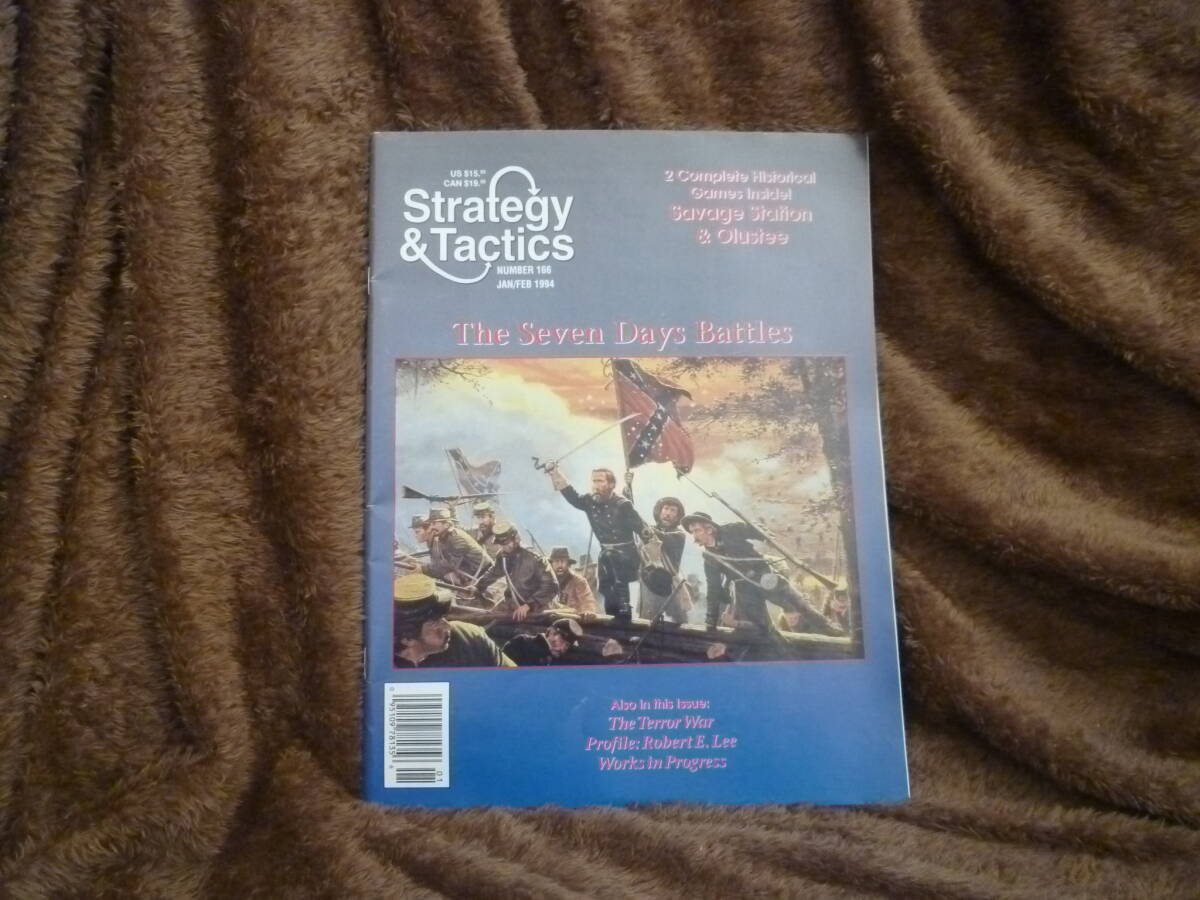 US $15.00
CAN $19.00
Strategy
& Tactics
NUMBER 166
JAN/FEB 1994
2 Complete Historical
Games Inside!
Savage Station
& Olustee
The Seven Days Battles
Also in this issue:
The Terror War
Profile: Robert E. Lee
Works in Progress
01